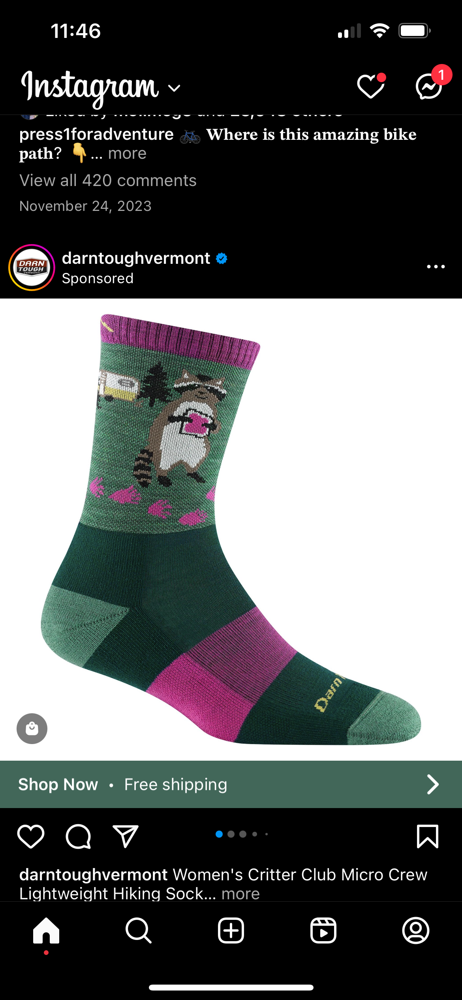 11:46
Instagram
1
press1foradventure 🚲 Where is this amazing bike
path? 👇... more
View all 420 comments
November 24, 2023
DARN
TOUGH
VERMONT
darntoughvermont
Sponsored
Darn
Shop Now • Free shipping
darntoughvermont Women's Critter Club Micro Crew
Lightweight Hiking Sock... more